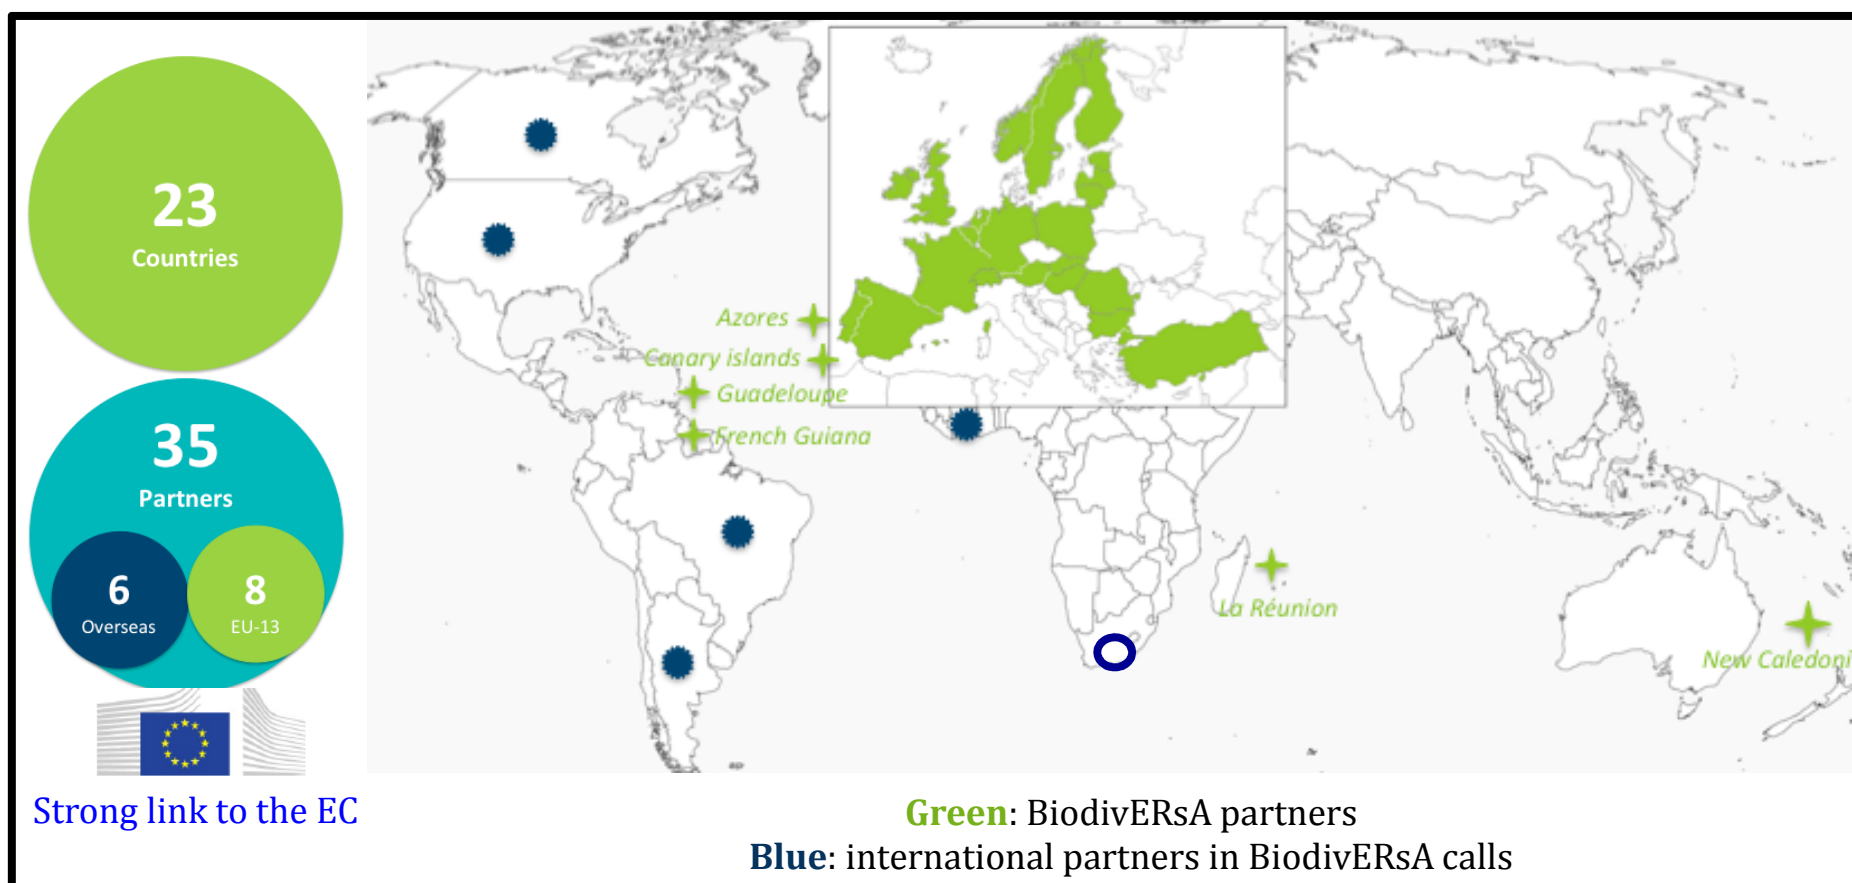 23
Countries
35
Partners
6
Overseas
8
EU-13
Strong link to the EC
Azores
Canary islands
Guadeloupe
French Guiana
La Réunion
New Caledoni
Green: BiodivERsA partners
Blue: international partners in BiodivERsA calls